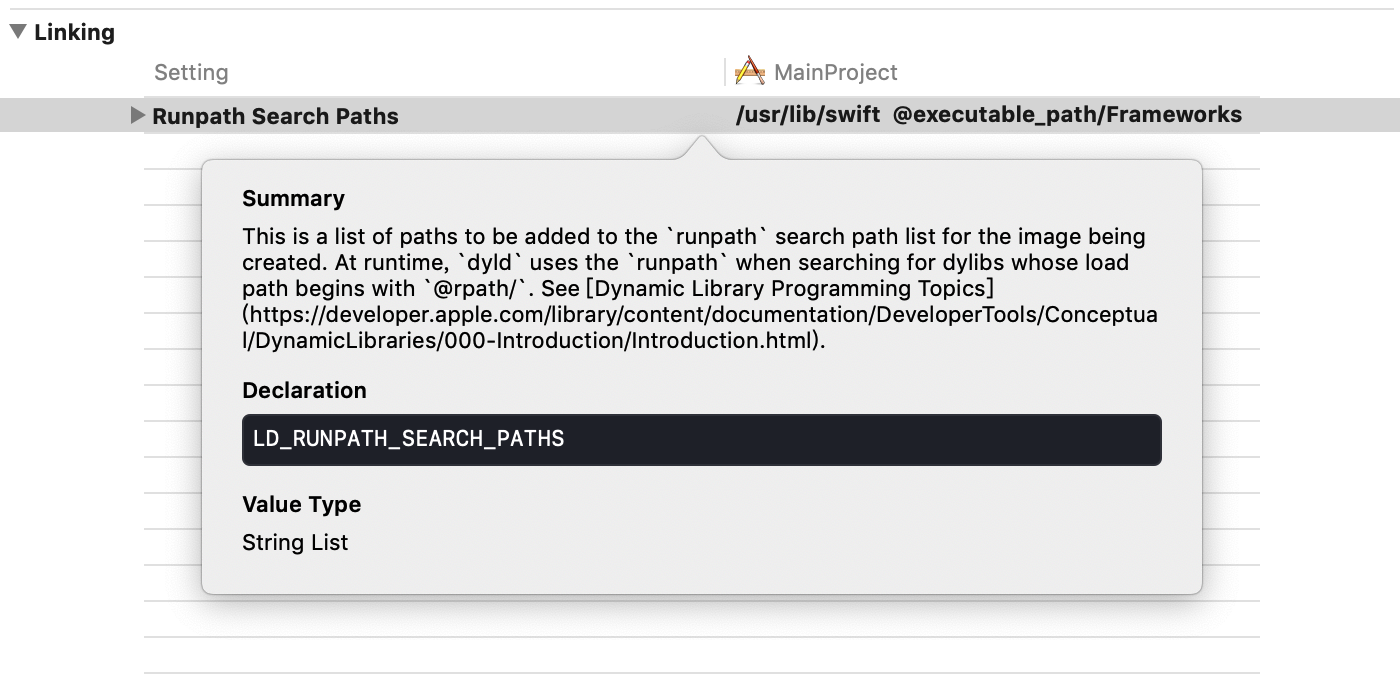 Linking
Setting MainProject
Runpath Search Paths /usr/lib/swift @executable_path/Frameworks
Summary
This is a list of paths to be added to the `runpath` search path list for the image being
created. At runtime, `dyld` uses the `runpath` when searching for dylibs whose load
path begins with `@rpath/`. See [Dynamic Library Programming Topics]
(https://developer.apple.com/library/content/documentation/DeveloperTools/Conceptua
l/DynamicLibraries/000-Introduction/Introduction.html).
Declaration
LD_RUNPATH_SEARCH_PATHS
Value Type
String List